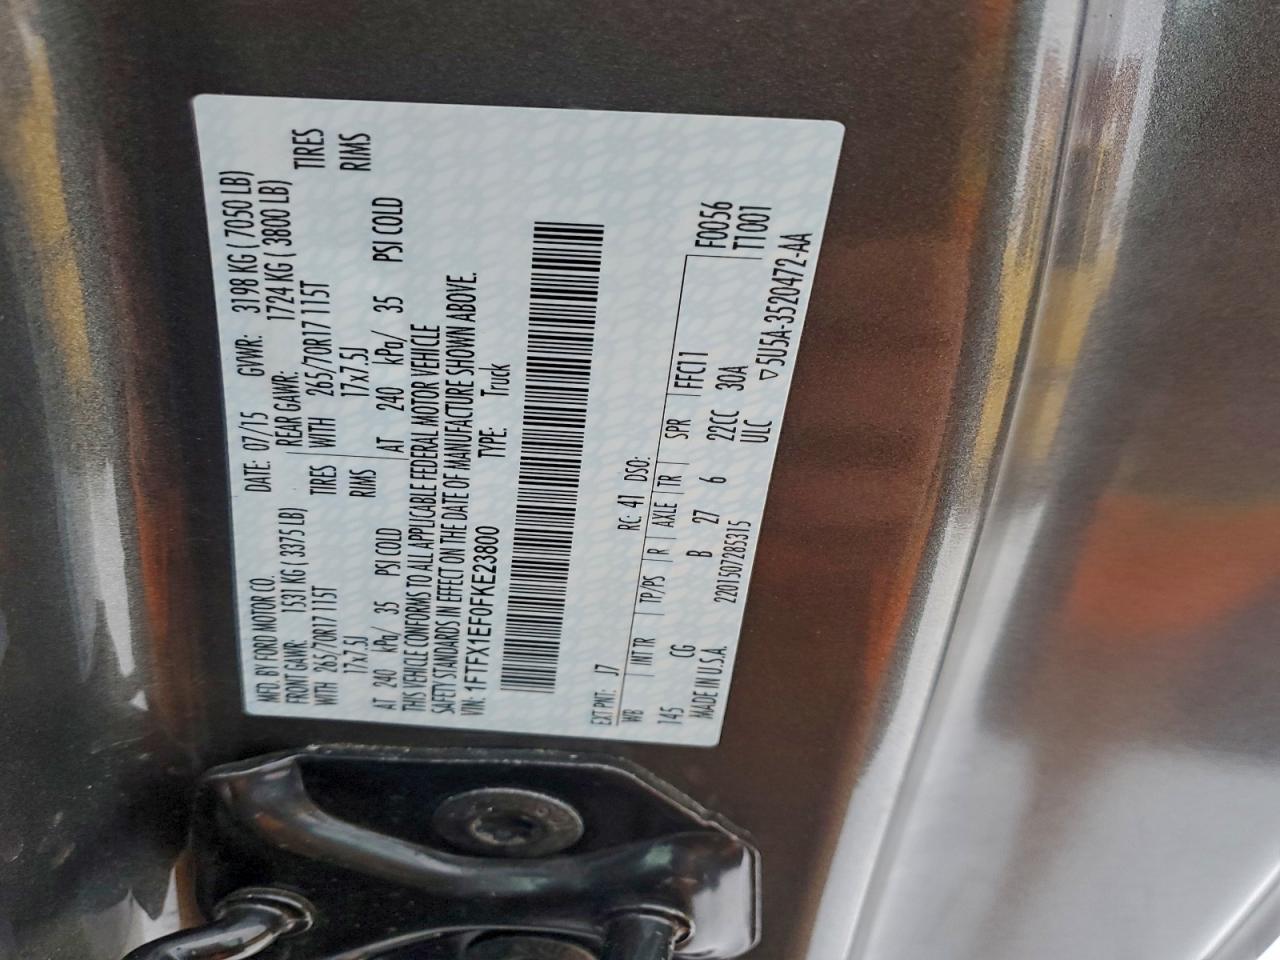 MFD. BY FORD MOTOR CO. DATE: 07/15 GVWR: 3198 KG ( 7050 LB)
FRONT GAWR: 1531 KG ( 3375 LB) REAR GAWR: 1724 KG ( 3800 LB)
WITH 265/70R17 115T TIRES WITH 265/70R17 115T TIRES
17x7.5J RIMS 17x7.5J RIMS
AT 240 kPa/ 35 PSI COLD AT 240 kPa/ 35 PSI COLD
THIS VEHICLE CONFORMS TO ALL APPLICABLE FEDERAL MOTOR VEHICLE
SAFETY STANDARDS IN EFFECT ON THE DATE OF MANUFACTURE SHOWN ABOVE.
VIN: 1FTFX1EF0FKE23800 TYPE: Truck
EXT PNT: J7 RC: 41 DSO: F0056
WB INT TR TP/PS R AXLE TR SPR FFC11 TT001
145 CG B 27 6 22CC 30A
MADE IN U.S.A. 2201507285315 ULC ▽5U5A-3520472-AA